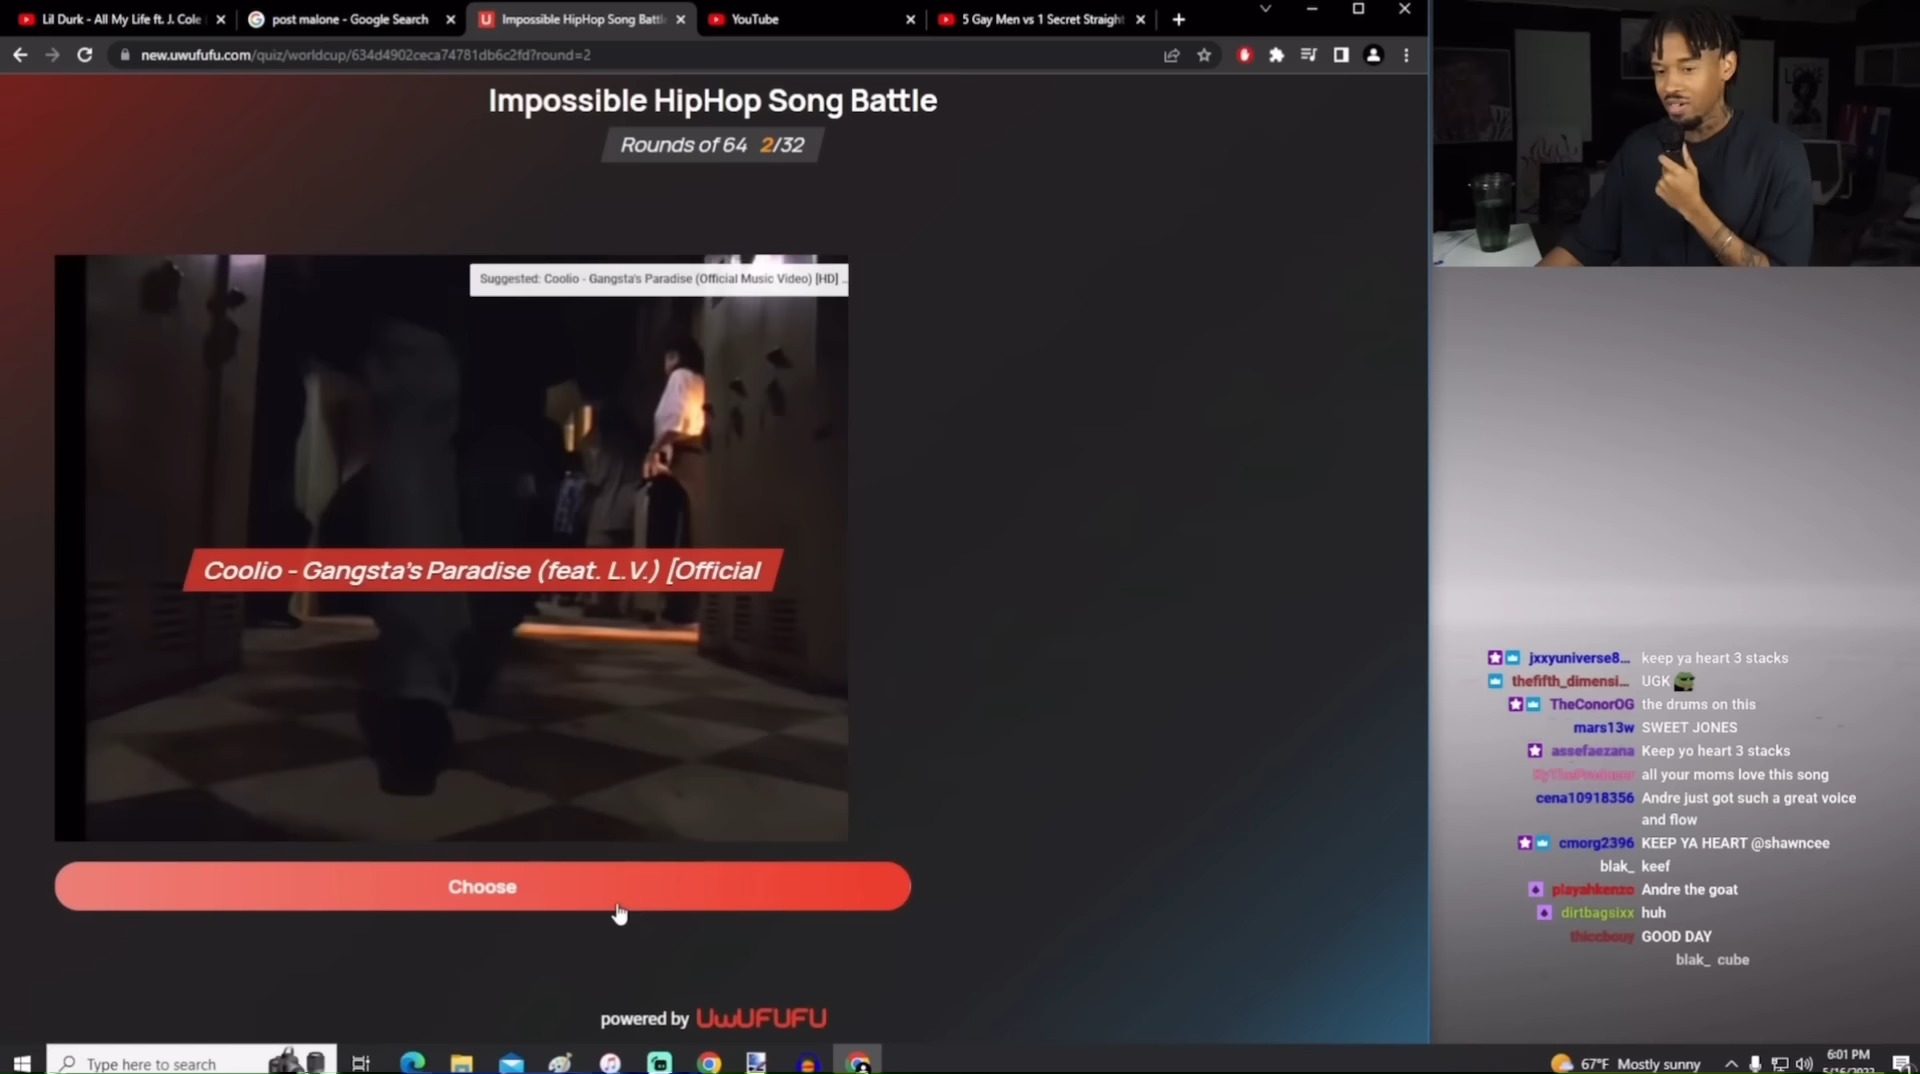 Lil Durk - All My Life ft. J. Cole
post malone - Google Search
Impossible HipHop Song Battl
YouTube
5 Gay Men vs 1 Secret Straight
new.uwufufu.com/quiz/worldcup/634d4902ceca74781db6c2fd?round=2
Impossible HipHop Song Battle
Rounds of 64 2/32
Suggested: Coolio - Gangsta's Paradise (Official Music Video) [HD] ...
Coolio - Gangsta's Paradise (feat. L.V.) [Official
Choose
powered by UwUFUFU
LOVE
jxxyuniverse8... keep ya heart 3 stacks
thefifth_dimensi... UGK
TheConorOG the drums on this
mars13w SWEET JONES
assefaezana Keep yo heart 3 stacks
KyTheProducer all your moms love this song
cena10918356 Andre just got such a great voice
and flow
cmorg2396 KEEP YA HEART @shawncee
blak_ keef
playahkenzo Andre the goat
dirtbagsixx huh
thiccbouy GOOD DAY
blak_ cube
Type here to search
67°F Mostly sunny
6:01 PM